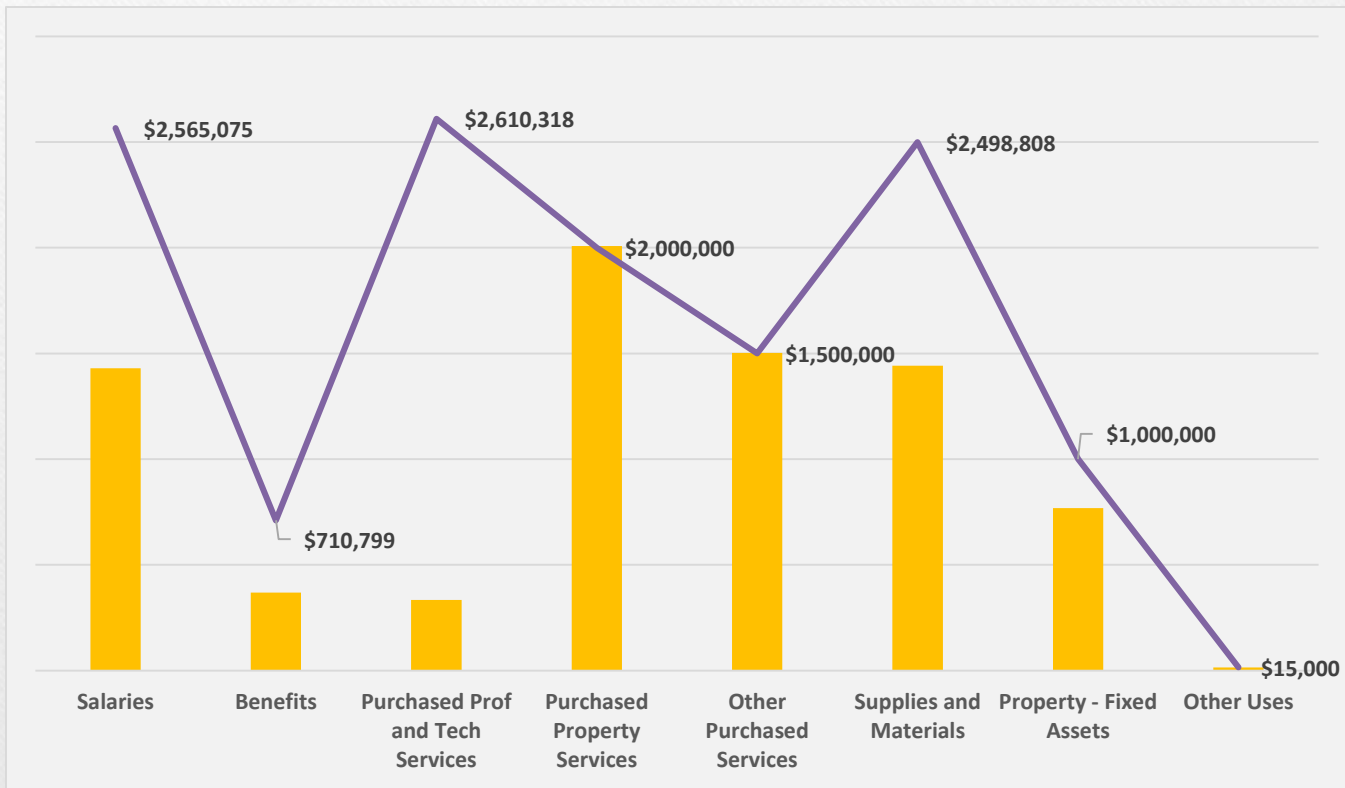 $2,565,075
$2,610,318
$2,498,808
$2,000,000
$1,500,000
$1,000,000
$710,799
$15,000
Salaries
Benefits
Purchased Prof
and Tech
Services
Purchased
Property
Services
Other
Purchased
Services
Supplies and
Materials
Property - Fixed
Assets
Other Uses